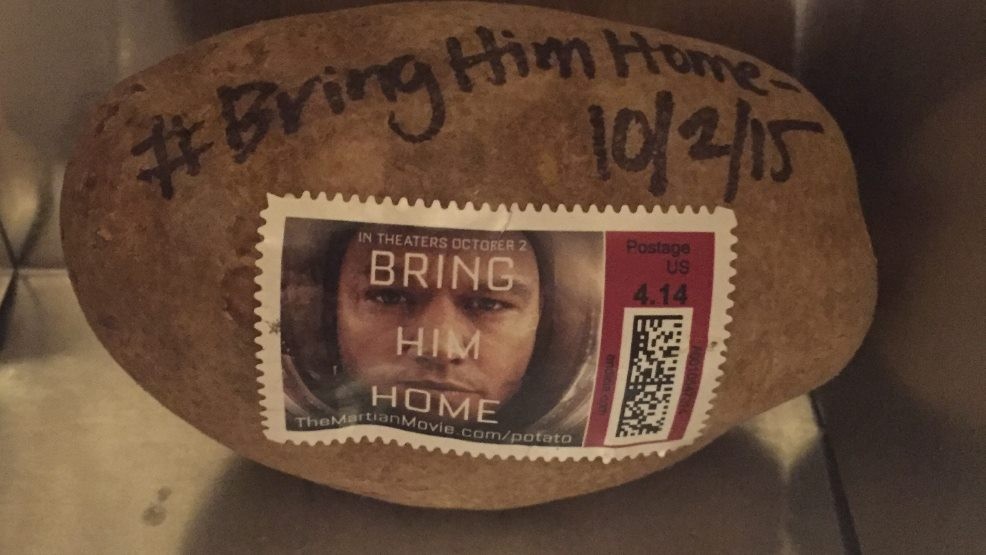 #Bring Him Home-
10/2/15
IN THEATERS OCTOBER 2
BRING
HIM
HOME
TheMartianMovie.com/potato
Postage
US
4.14